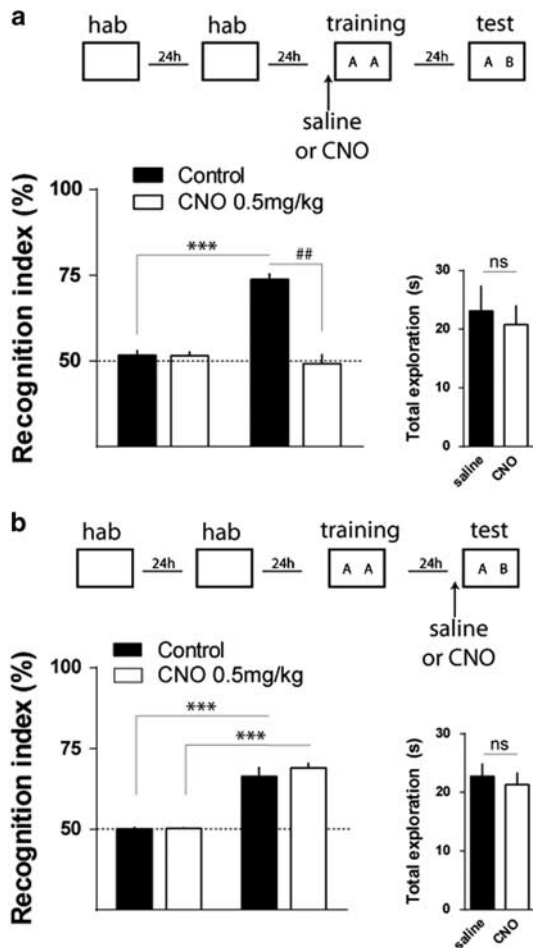 a
hab hab training test
24h 24h A A 24h A B
saline
or CNO
Control
CNO 0.5mg/kg
Recognition index (%)
100
75
50
***
##
Total exploration (s)
30
20
10
0
ns
saline CNO
b
hab hab training test
24h 24h A A 24h A B
saline
or CNO
Control
CNO 0.5mg/kg
Recognition index (%)
100
75
50
***
***
Total exploration (s)
30
20
10
0
ns
saline CNO